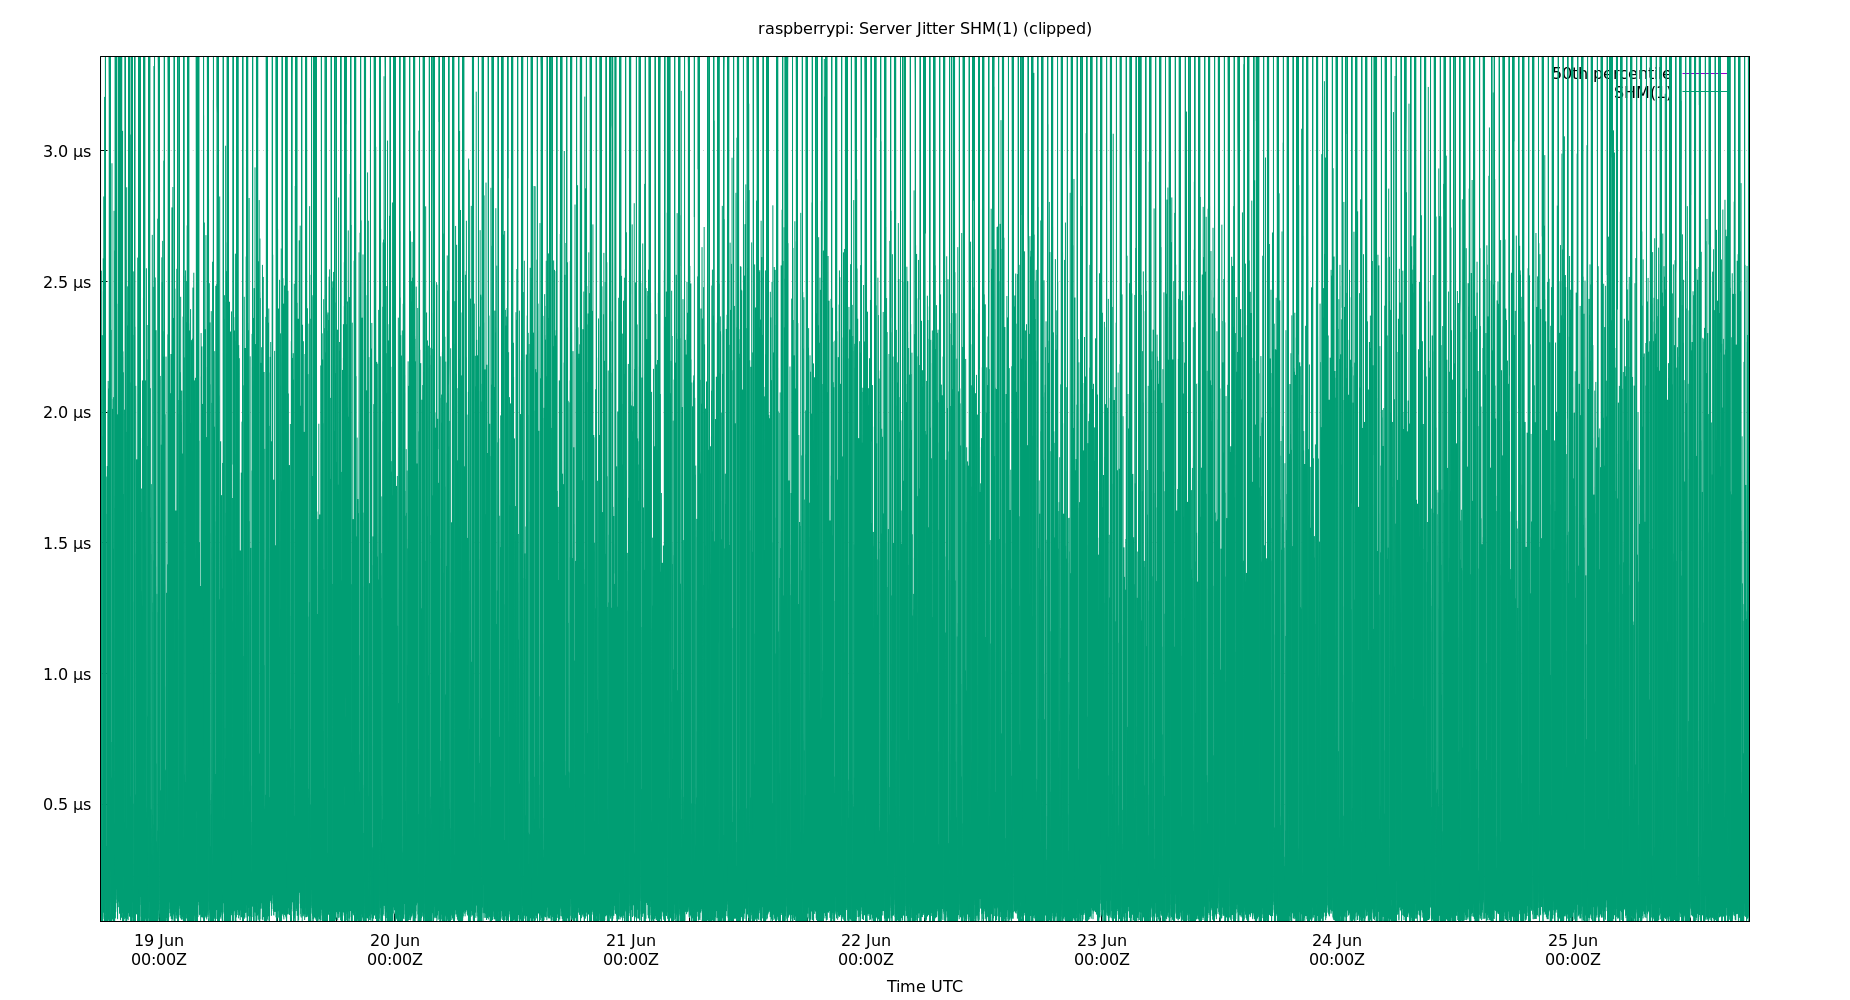 raspberrypi: Server Jitter SHM(1) (clipped)
50th percentile
SHM(1)
3.0 µs
2.5 µs
2.0 µs
1.5 µs
1.0 µs
0.5 µs
19 Jun 20 Jun 21 Jun 22 Jun 23 Jun 24 Jun 25 Jun
00:00Z 00:00Z 00:00Z 00:00Z 00:00Z 00:00Z 00:00Z
Time UTC